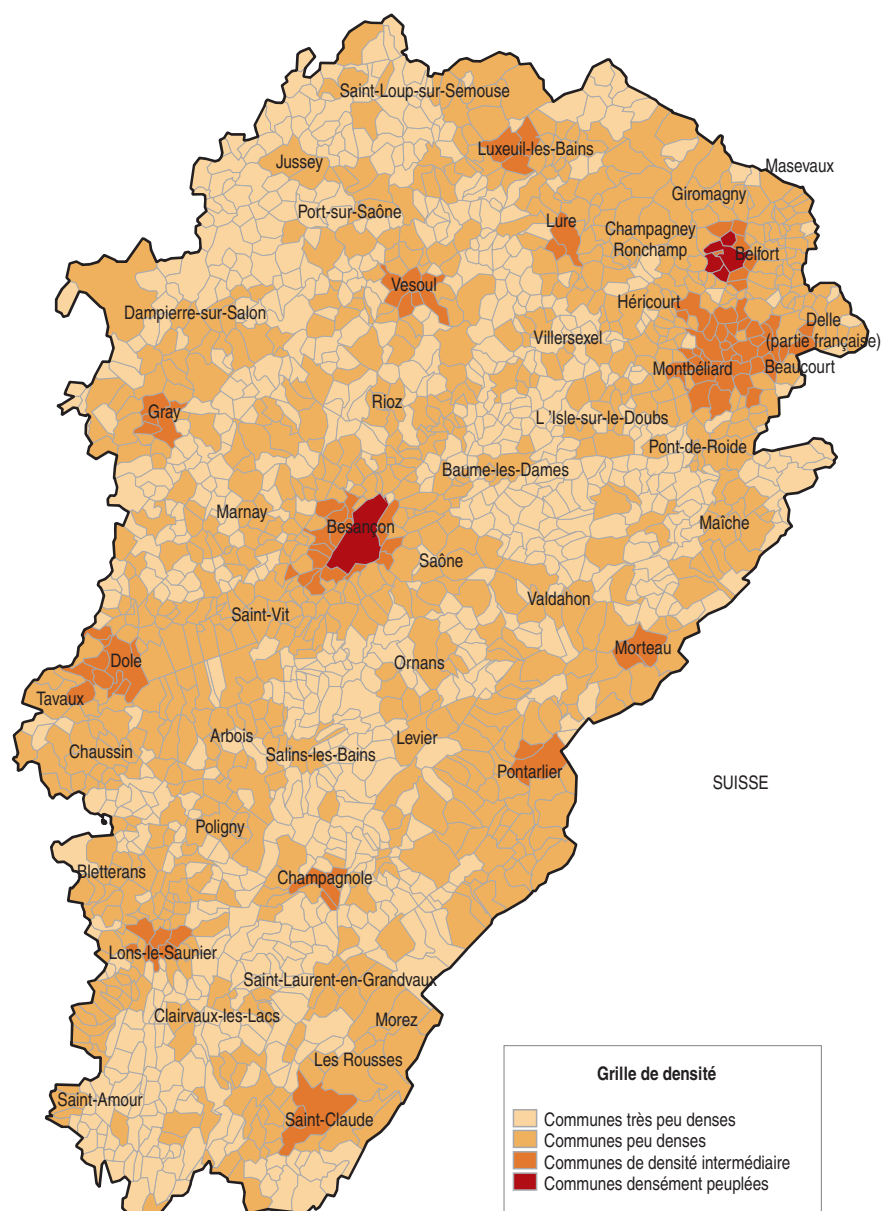 Saint-Loup-sur-Semouse
Luxeuil-les-Bains
Jussey
Masevaux
Giromagny
Port-sur-Saône
Lure
Champagney
Ronchamp
Belfort
Vesoul
Héricourt
Dampierre-sur-Salon
Delle
(partie française)
Villersexel
Montbéliard
Beaucourt
Rioz
Gray
L 'Isle-sur-le-Doubs
Pont-de-Roide
Baume-les-Dames
Marnay
Besançon
Maîche
Saône
Valdahon
Saint-Vit
Morteau
Dole
Ornans
Tavaux
Arbois
Levier
Chaussin
Salins-les-Bains
Pontarlier
SUISSE
Poligny
Bletterans
Champagnole
Lons-le-Saunier
Saint-Laurent-en-Grandvaux
Clairvaux-les-Lacs
Morez
Les Rousses
Saint-Amour
Saint-Claude
Grille de densité
Communes très peu denses
Communes peu denses
Communes de densité intermédiaire
Communes densément peuplées